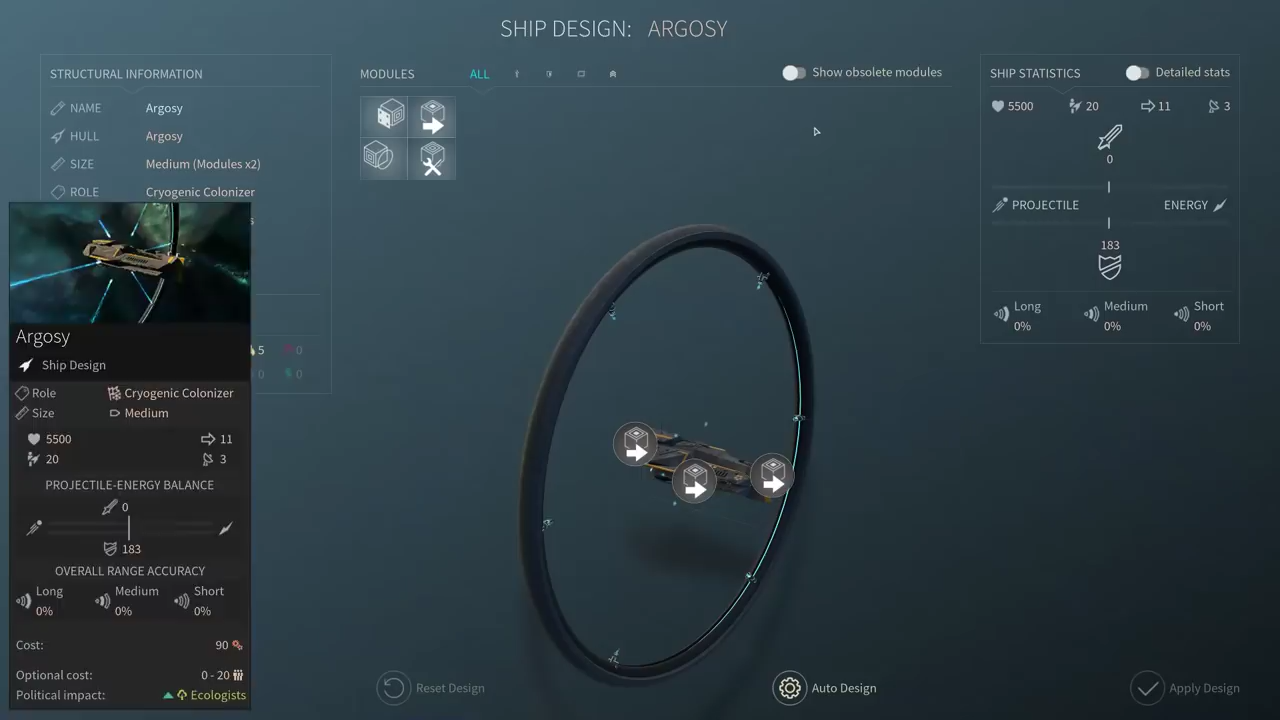 SHIP DESIGN: ARGOSY
STRUCTURAL INFORMATION
NAME Argosy
HULL Argosy
SIZE Medium (Modules x2)
ROLE Cryogenic Colonizer
s
5 0
0 0
MODULES ALL
Show obsolete modules
SHIP STATISTICS Detailed stats
5500 20 11 3
0
PROJECTILE ENERGY
183
Long Medium Short
0% 0% 0%
Argosy
Ship Design
Role Cryogenic Colonizer
Size Medium
5500 11
20 3
PROJECTILE-ENERGY BALANCE
0
183
OVERALL RANGE ACCURACY
Long Medium Short
0% 0% 0%
Cost: 90
Optional cost: 0 - 20
Political impact: Ecologists
Reset Design
Auto Design
Apply Design